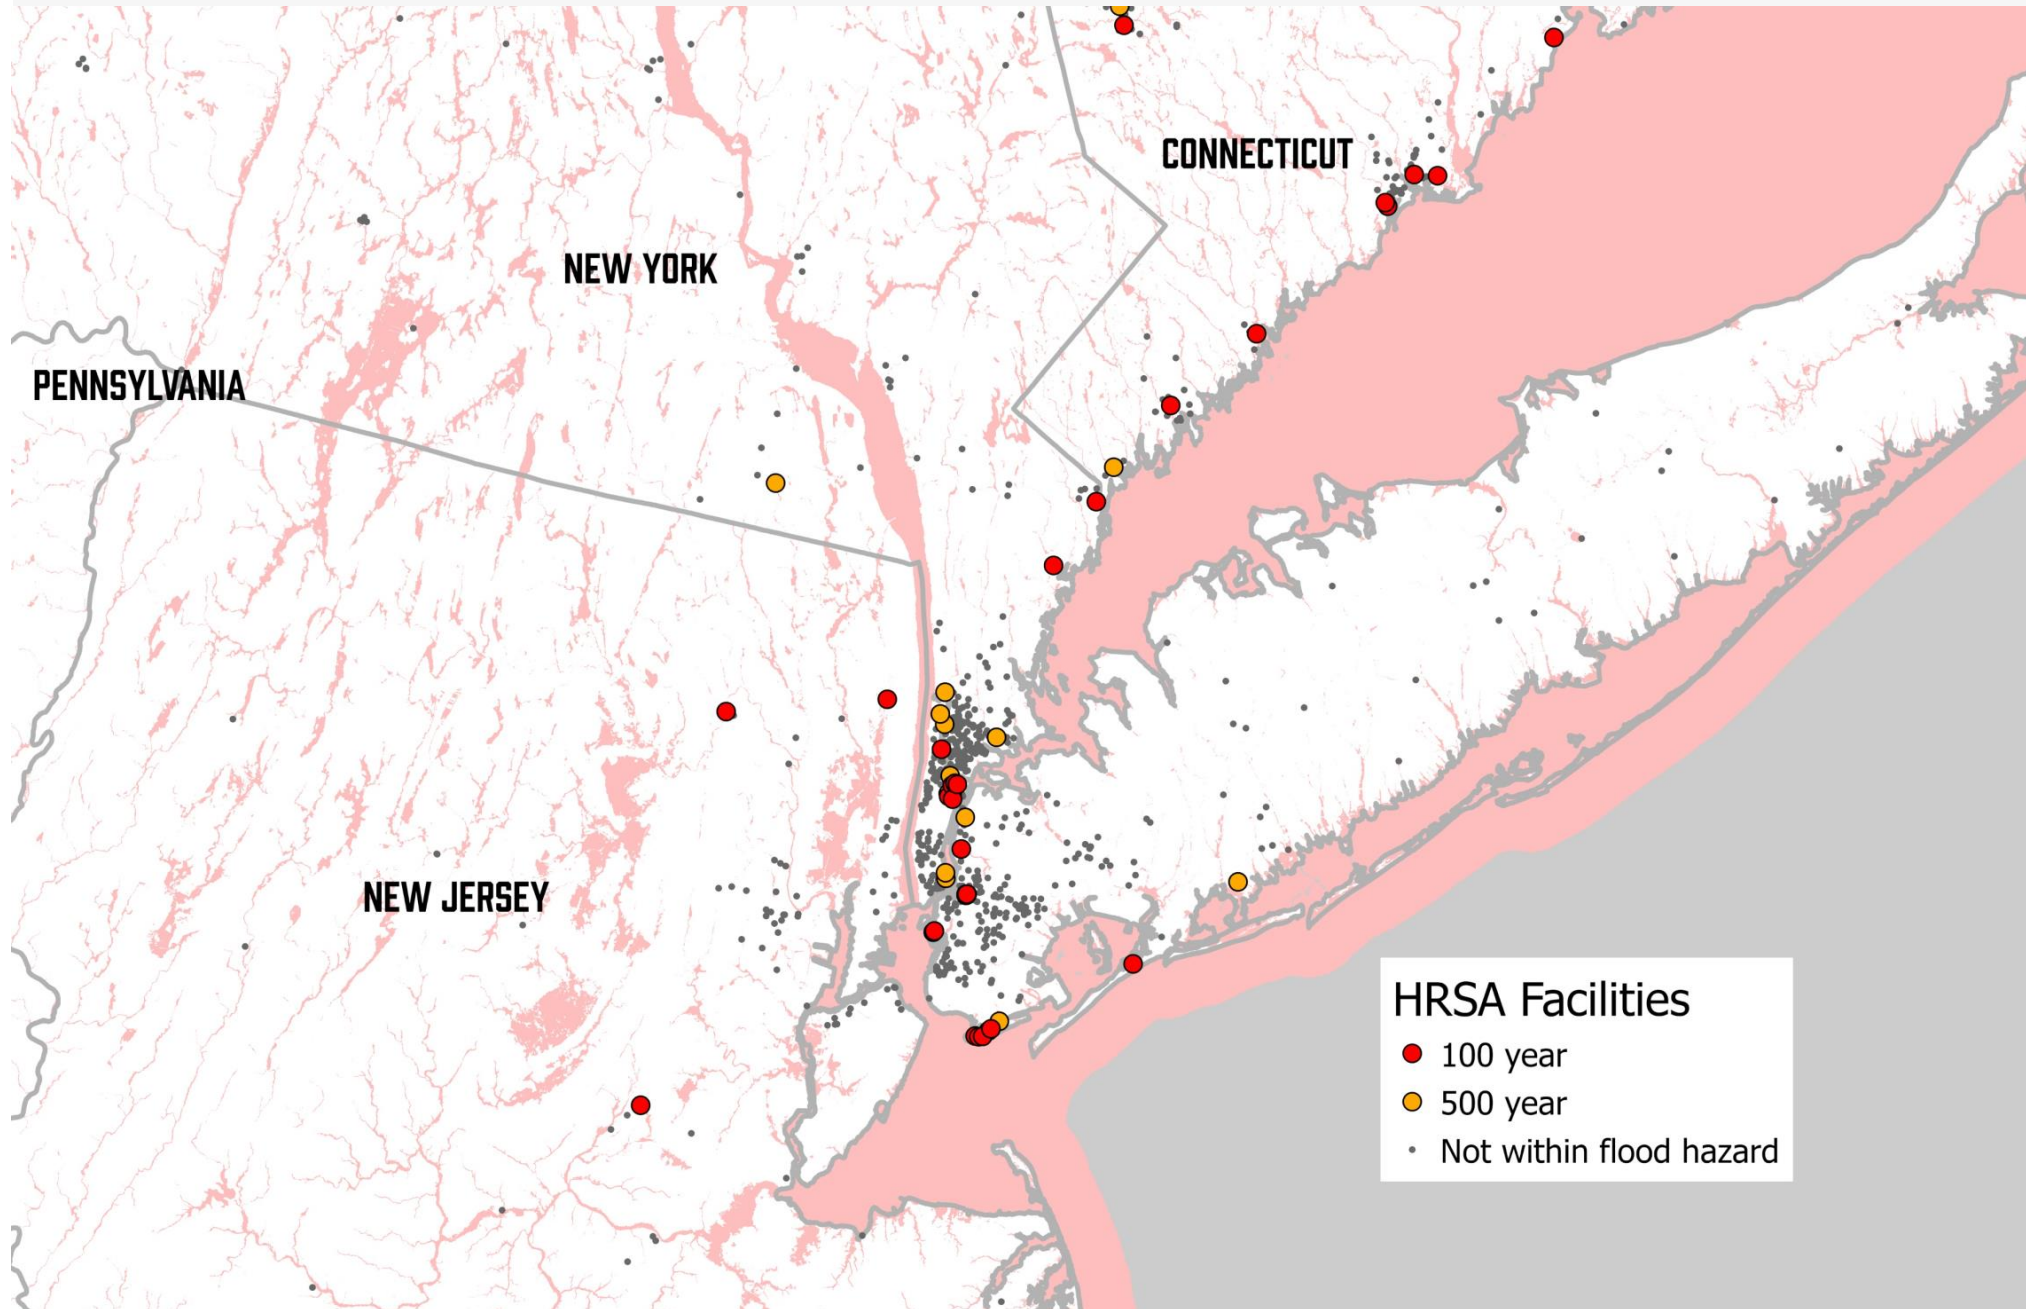 CONNECTICUT
NEW YORK
PENNSYLVANIA
NEW JERSEY
HRSA Facilities
100 year
500 year
Not within flood hazard